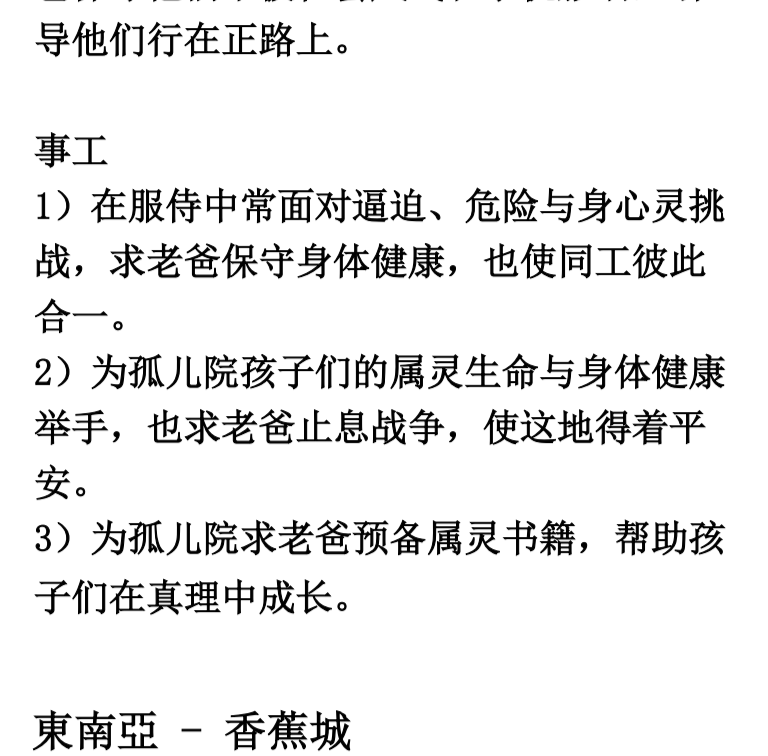 导他们行在正路上。
事工
1）在服侍中常面对逼迫、危险与身心灵挑
战，求老爸保守身体健康，也使同工彼此
合一。
2）为孤儿院孩子们的属灵生命与身体健康
举手，也求老爸止息战争，使这地得着平
安。
3）为孤儿院求老爸预备属灵书籍，帮助孩
子们在真理中成长。
東南亞 - 香蕉城